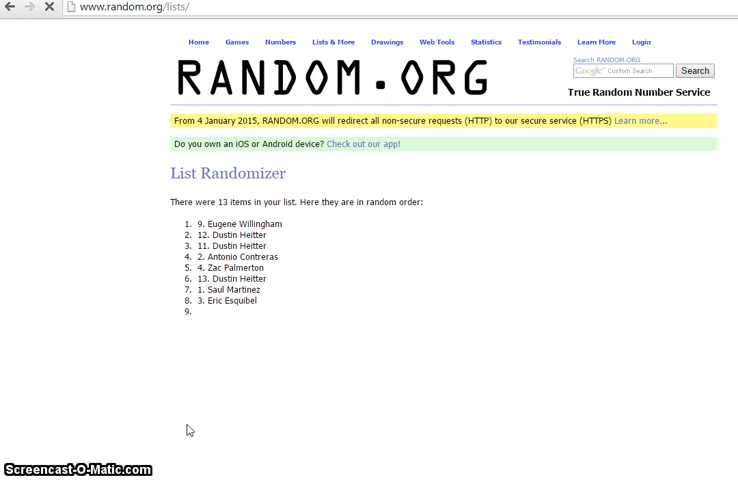 www.random.org/lists/
Home Games Numbers Lists & More Drawings Web Tools Statistics Testimonials Learn More Login
RANDOM.ORG
Search RANDOM.ORG
Google™ Custom Search Search
True Random Number Service
From 4 January 2015, RANDOM.ORG will redirect all non-secure requests (HTTP) to our secure service (HTTPS) Learn more...
Do you own an iOS or Android device? Check out our app!
List Randomizer
There were 13 items in your list. Here they are in random order:
1. 9. Eugene Willingham
2. 12. Dustin Heitter
3. 11. Dustin Heitter
4. 2. Antonio Contreras
5. 4. Zac Palmerton
6. 13. Dustin Heitter
7. 1. Saul Martinez
8. 3. Eric Esquibel
9.
Screencast-O-Matic.com